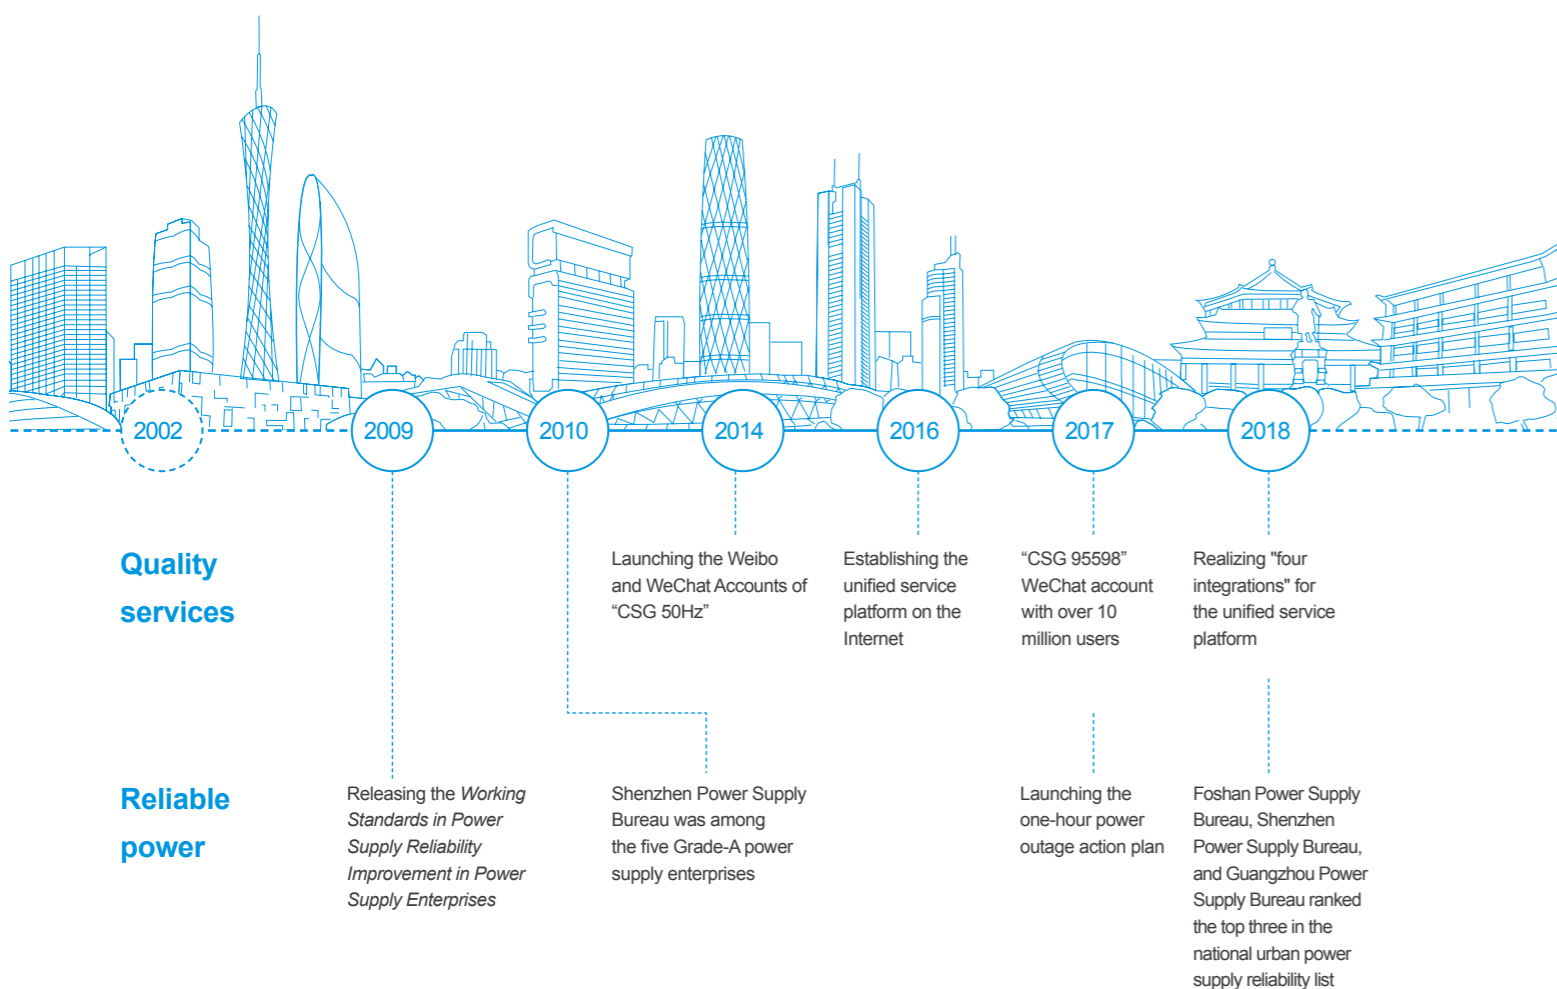 2002
2009
2010
2014
2016
2017
2018
Quality
services
Launching the Weibo
and WeChat Accounts of
“CSG 50Hz”
Establishing the
unified service
platform on the
Internet
“CSG 95598”
WeChat account
with over 10
million users
Realizing "four
integrations" for
the unified service
platform
Reliable
power
Releasing the Working
Standards in Power
Supply Reliability
Improvement in Power
Supply Enterprises
Shenzhen Power Supply
Bureau was among
the five Grade-A power
supply enterprises
Launching the
one-hour power
outage action plan
Foshan Power Supply
Bureau, Shenzhen
Power Supply Bureau,
and Guangzhou Power
Supply Bureau ranked
the top three in the
national urban power
supply reliability list